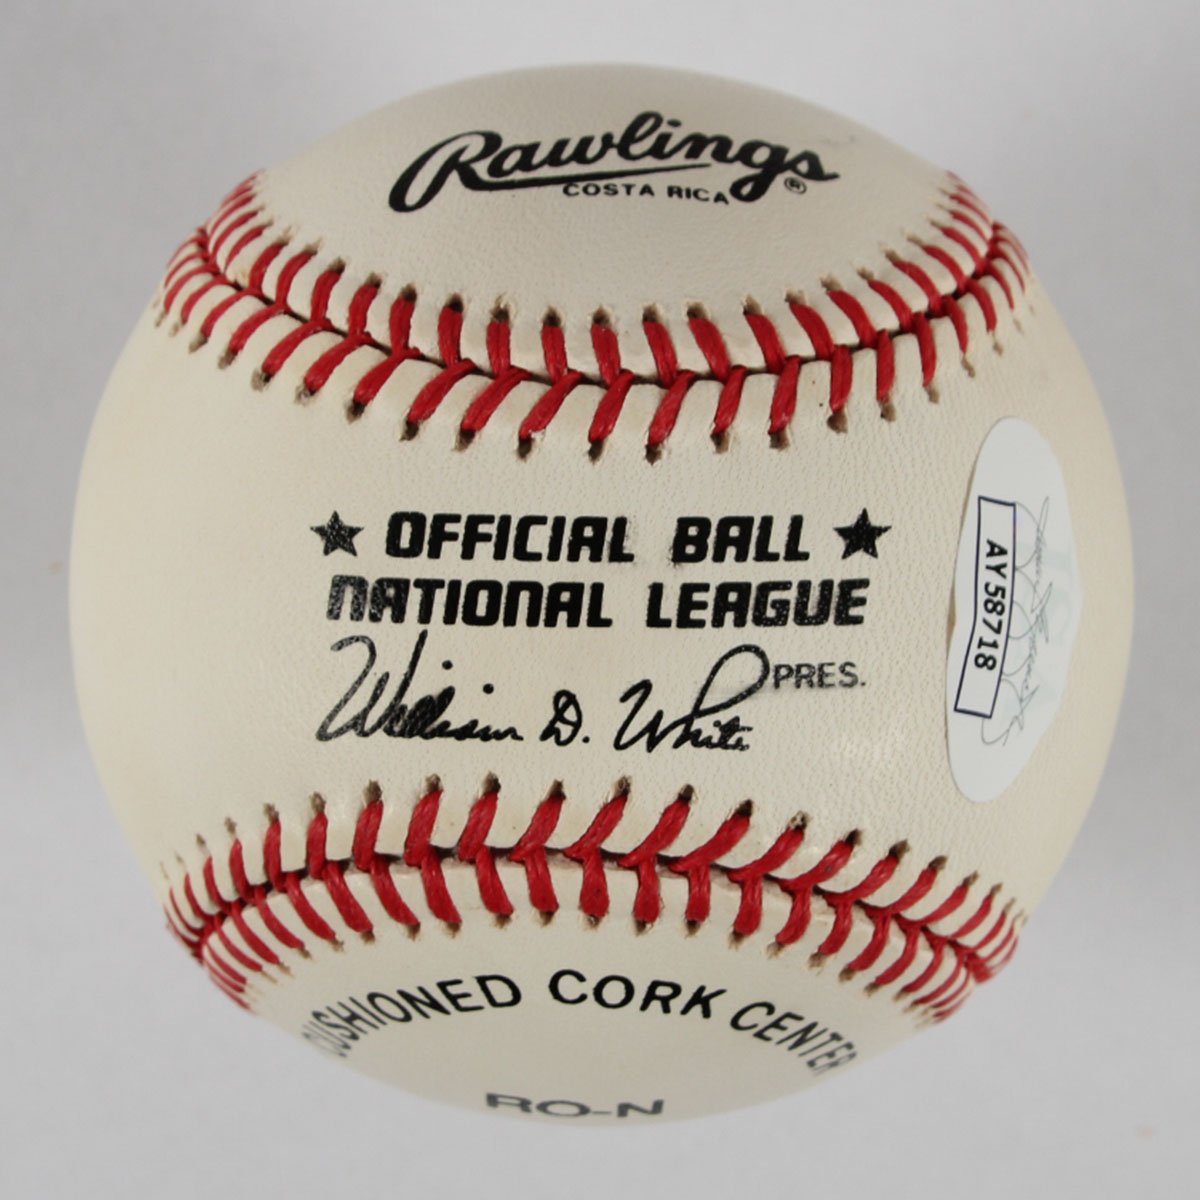 Rawlings®
COSTA RICA
★ OFFICIAL BALL ★
NATIONAL LEAGUE
William D. White PRES.
AY58718
CUSHIONED CORK CENTER
RO-N